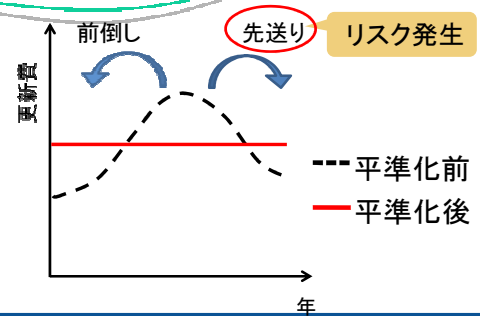 前倒し
先送り
リスク発生
更新費
平準化前
平準化後
年